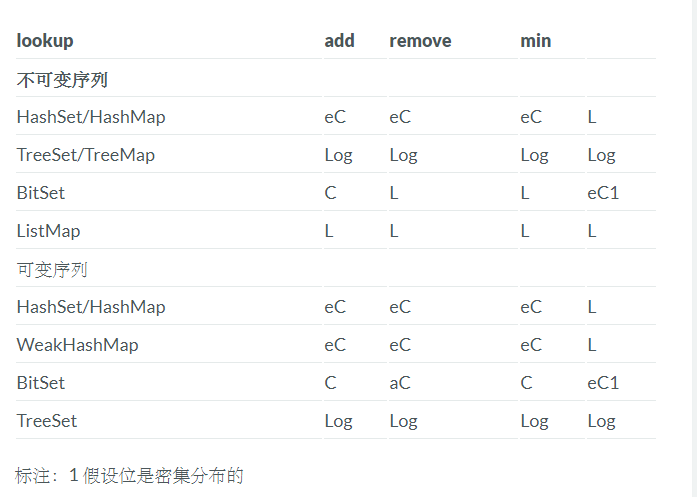 lookup add remove min
不可变序列
HashSet/HashMap eC eC eC L
TreeSet/TreeMap Log Log Log Log
BitSet C L L eC1
ListMap L L L L
可变序列
HashSet/HashMap eC eC eC L
WeakHashMap eC eC eC L
BitSet C aC C eC1
TreeSet Log Log Log Log
标注：1 假设位是密集分布的